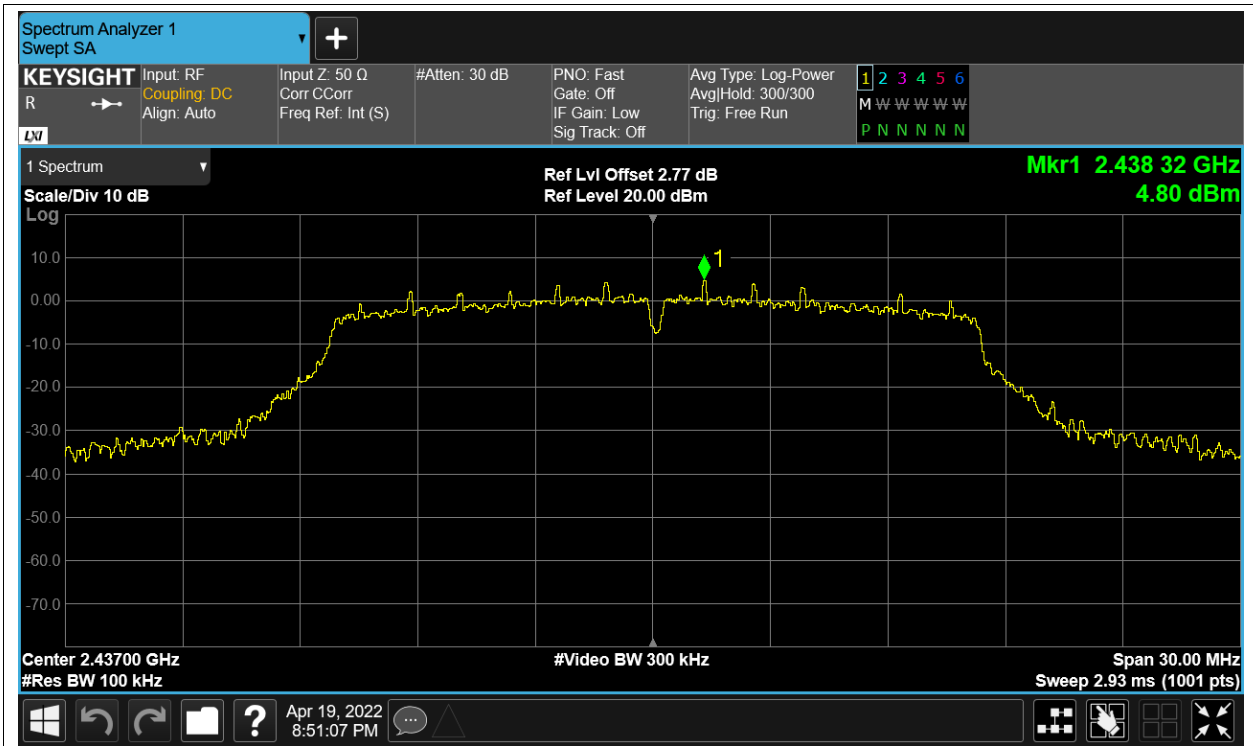 Spectrum Analyzer 1
Swept SA
+
KEYSIGHT
R
LXI
Input: RF
Coupling: DC
Align: Auto
Input Z: 50 Ω
Corr CCorr
Freq Ref: Int (S)
#Atten: 30 dB
PNO: Fast
Gate: Off
IF Gain: Low
Sig Track: Off
Avg Type: Log-Power
Avg|Hold: 300/300
Trig: Free Run
1 2 3 4 5 6
M W W W W W
P N N N N N
1 Spectrum
Scale/Div 10 dB
Ref Lvl Offset 2.77 dB
Ref Level 20.00 dBm
Mkr1 2.438 32 GHz
4.80 dBm
Log
1
10.0
0.00
-10.0
-20.0
-30.0
-40.0
-50.0
-60.0
-70.0
Center 2.43700 GHz
#Video BW 300 kHz
Span 30.00 MHz
#Res BW 100 kHz
Sweep 2.93 ms (1001 pts)
?
Apr 19, 2022
8:51:07 PM